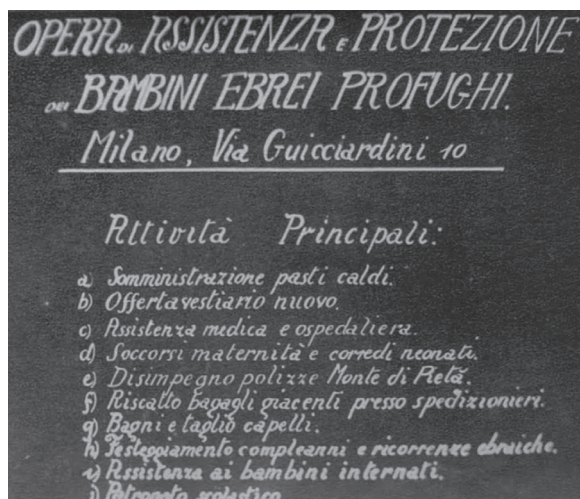 OPERA DI ASSISTENZA E PROTEZIONE
DEI BAMBINI EBREI PROFUGHI.
Milano, Via Guicciardini 10
Attività Principali:
a) Somministrazione pasti caldi.
b) Offerta vestiario nuovo.
c) Assistenza medica e ospedaliera.
d) Soccorsi maternità e corredi neonati.
e) Disimpegno polizze Monte di Pietà.
f) Riscatto bagagli giacenti presso spedizionieri.
g) Bagni e taglio capelli.
h) Festeggiamento compleanni e ricorrenze ebraiche.
i) Assistenza ai bambini internati.
j) Patronato scolastico